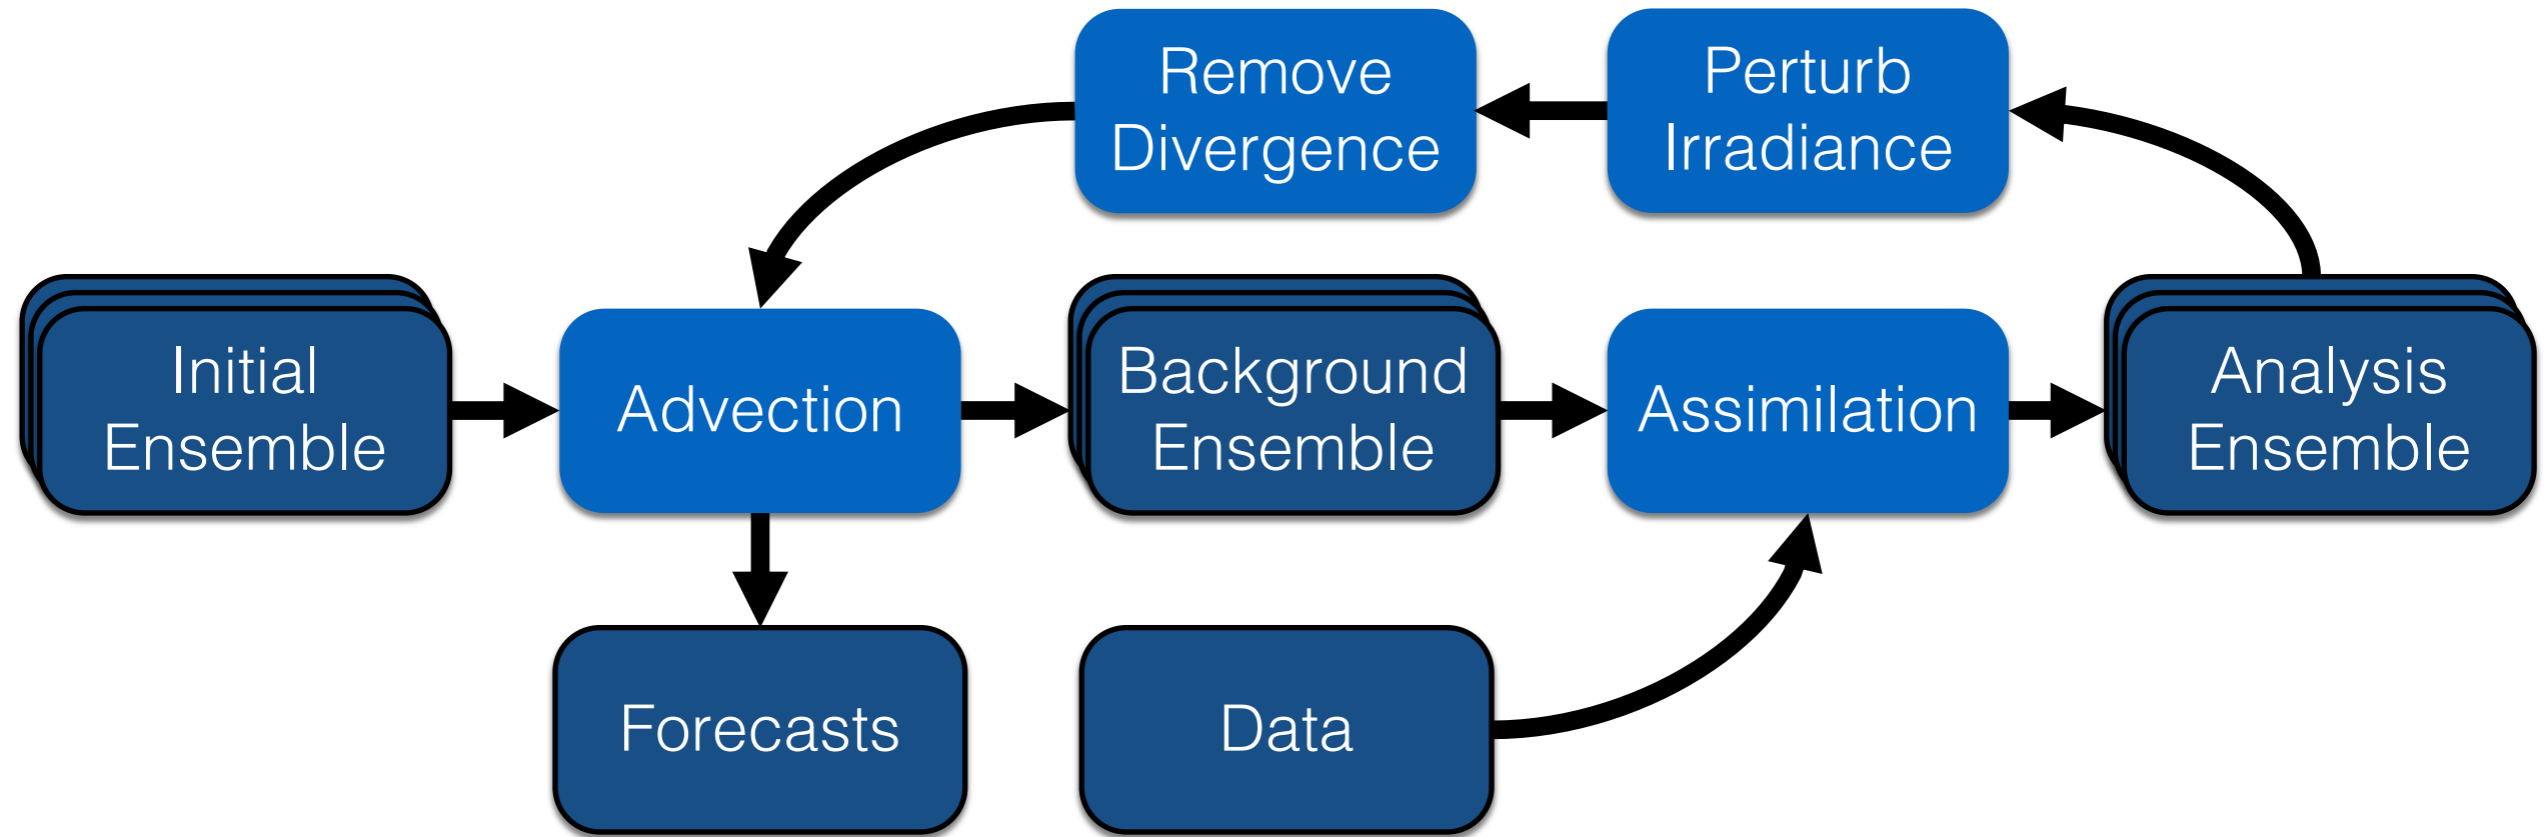 Remove
Divergence
Perturb
Irradiance
Initial
Ensemble
Advection
Background
Ensemble
Assimilation
Analysis
Ensemble
Forecasts
Data